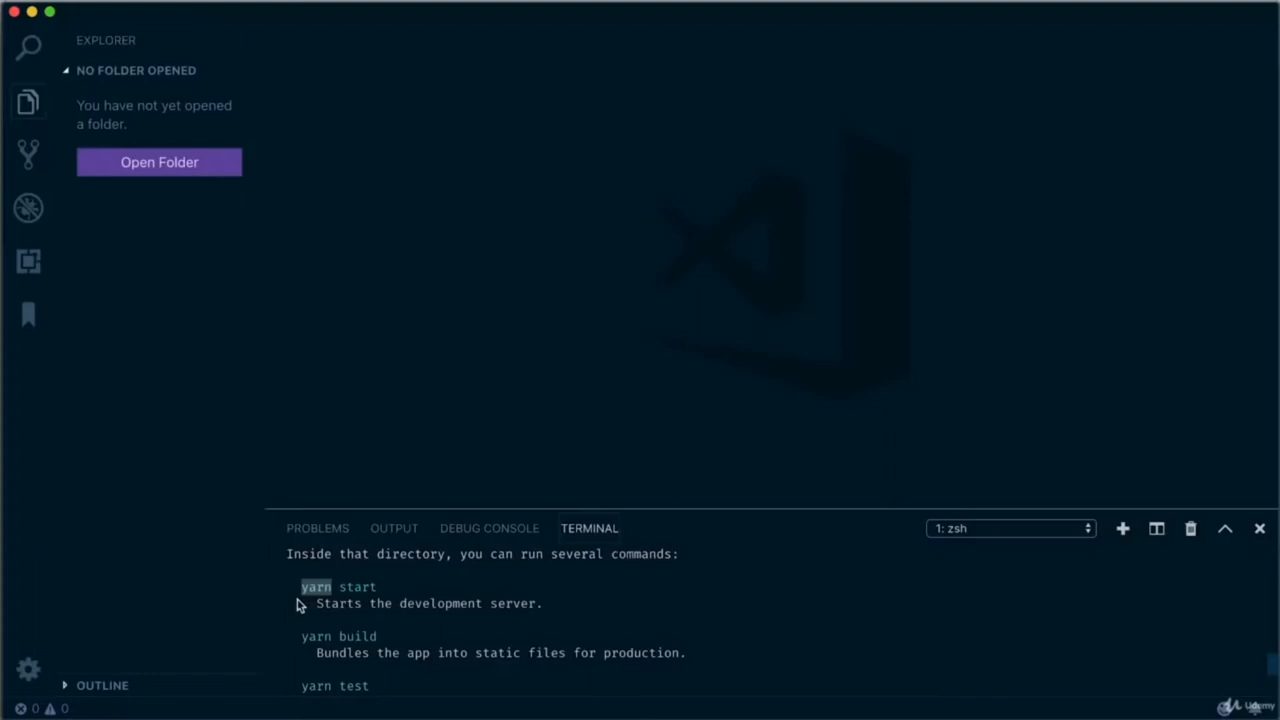 EXPLORER
NO FOLDER OPENED
You have not yet opened
a folder.
Open Folder
OUTLINE
0 0
PROBLEMS OUTPUT DEBUG CONSOLE TERMINAL 1: zsh
Inside that directory, you can run several commands:
yarn start
Starts the development server.
yarn build
Bundles the app into static files for production.
yarn test
Udemy